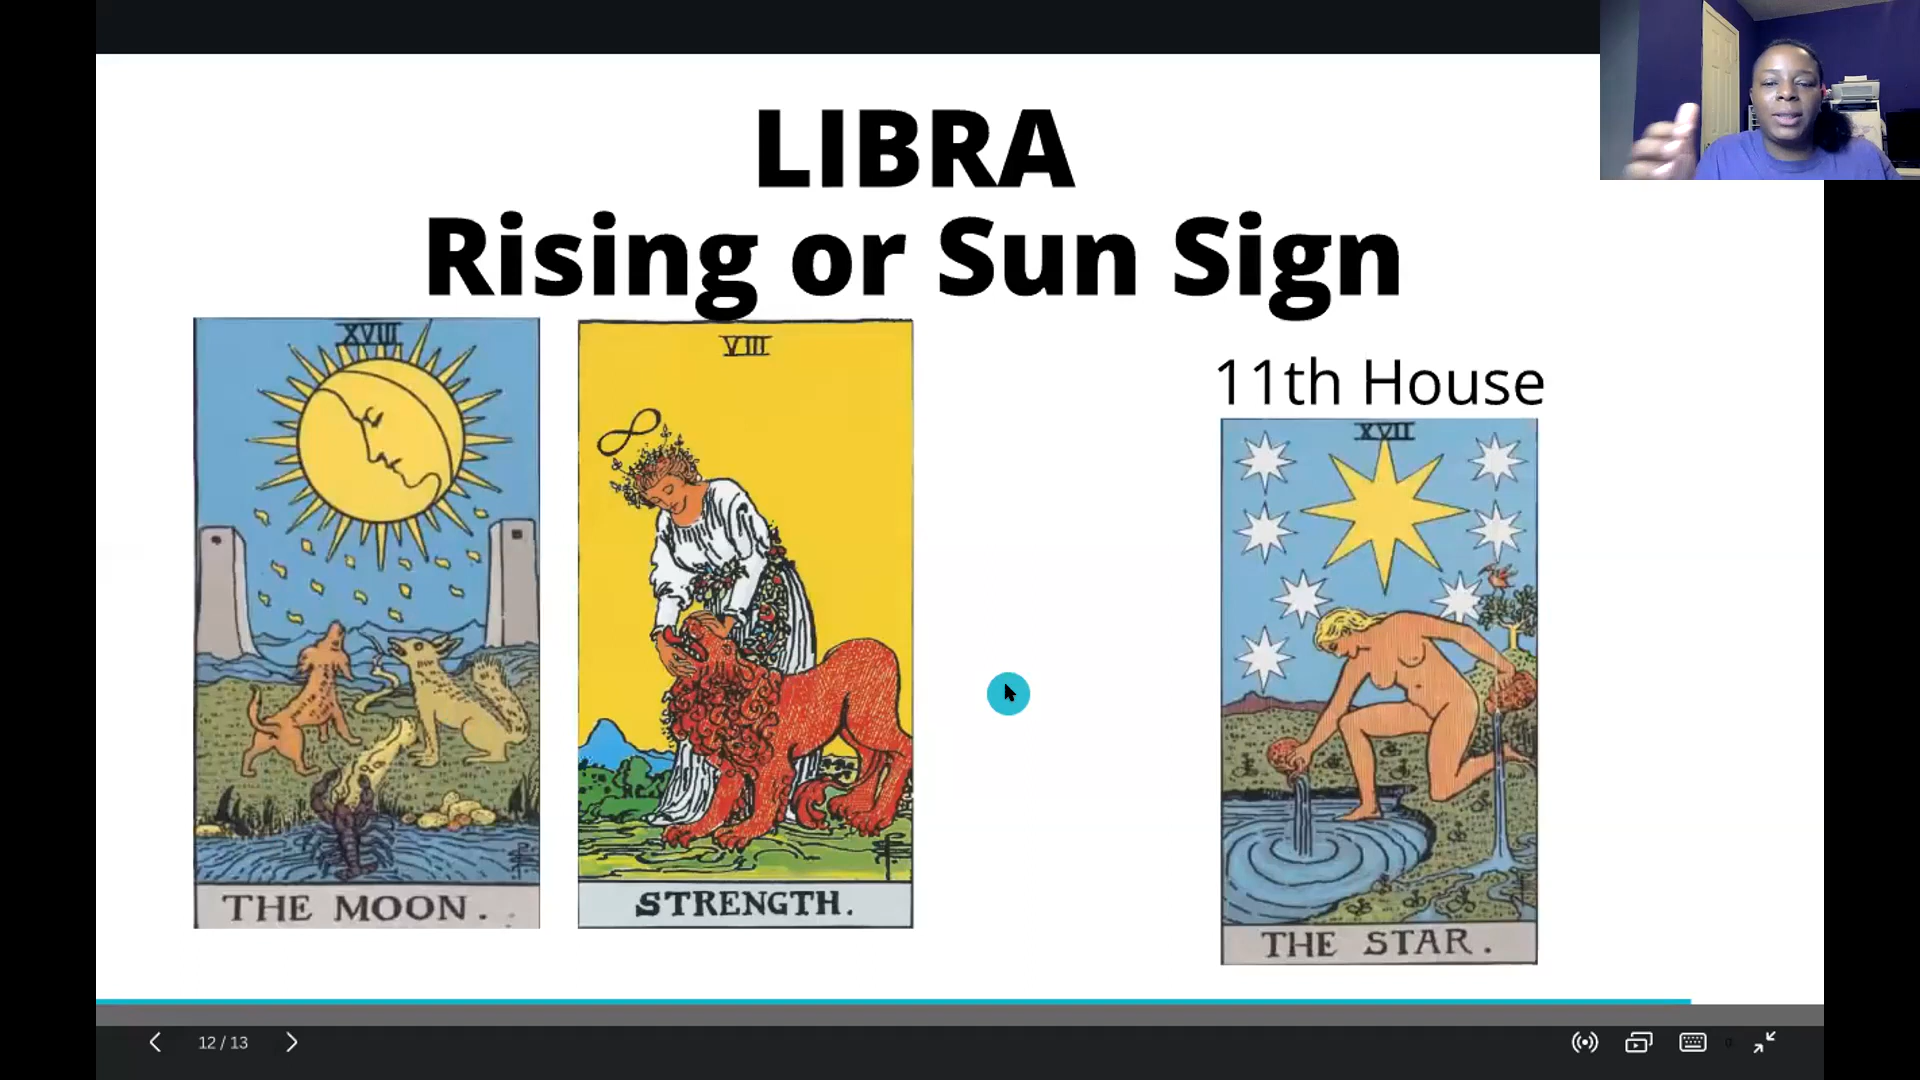 LIBRA
Rising or Sun Sign
11th House
XVIII
VIII
XVII
THE MOON.
STRENGTH.
THE STAR.
12 / 13